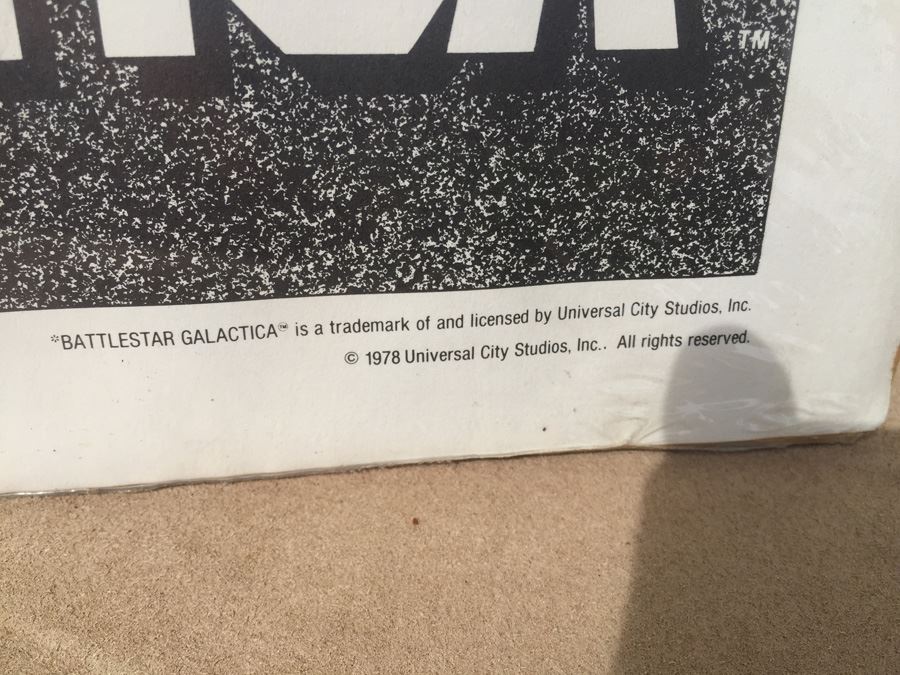 TM
*BATTLESTAR GALACTICA™ is a trademark of and licensed by Universal City Studios, Inc.
© 1978 Universal City Studios, Inc.. All rights reserved.